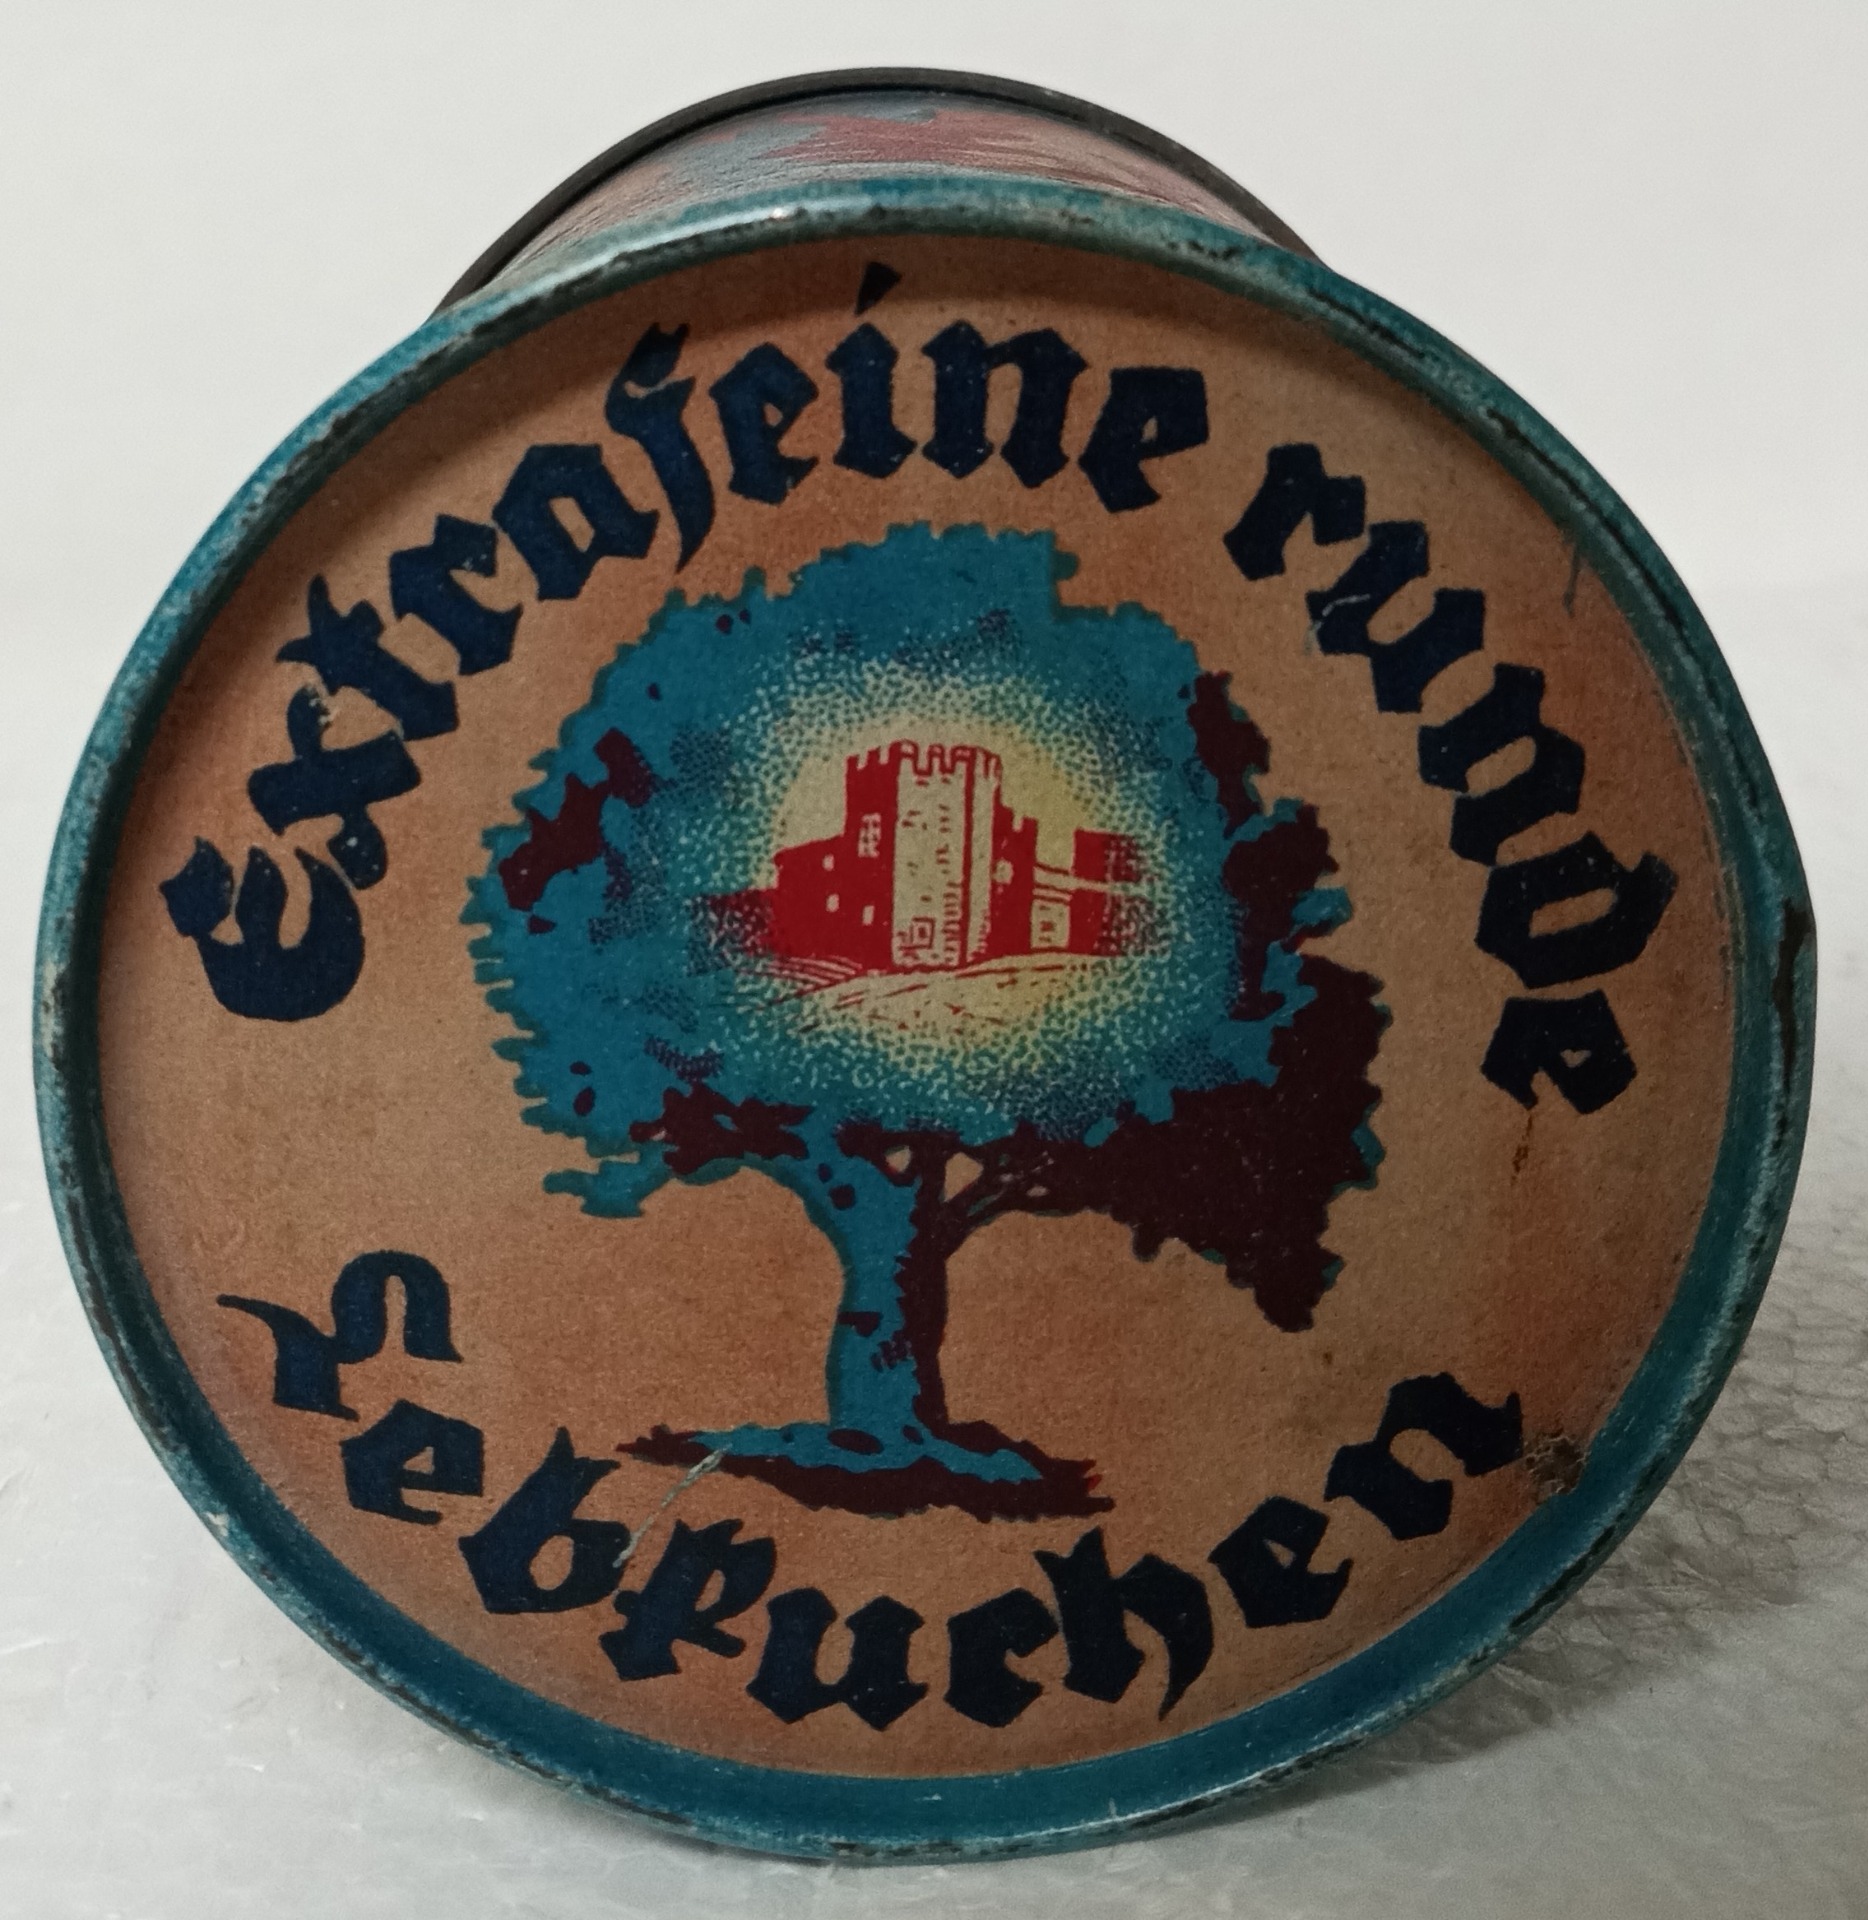 Extrafeine runde
Lebkuchen